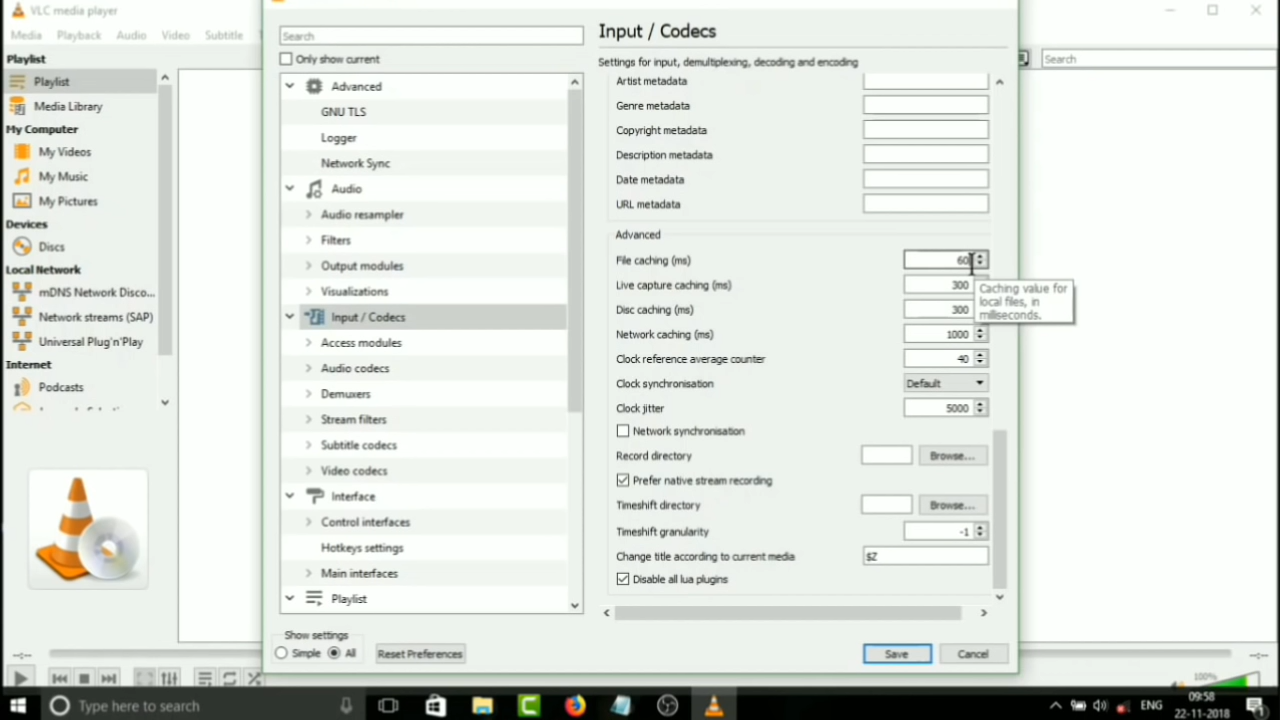 VLC media player
Media Playback Audio Video Subtitle
Playlist
Playlist
Media Library
My Computer
My Videos
My Music
My Pictures
Devices
Discs
Local Network
mDNS Network Disco...
Network streams (SAP)
Universal Plug'n'Play
Internet
Podcasts
Search
Only show current
Advanced
GNU TLS
Logger
Network Sync
Audio
Audio resampler
Filters
Output modules
Visualizations
Input / Codecs
Access modules
Audio codecs
Demuxers
Stream filters
Subtitle codecs
Video codecs
Interface
Control interfaces
Hotkeys settings
Main interfaces
Playlist
Show settings
Simple All
Reset Preferences
Input / Codecs
Settings for input, demultiplexing, decoding and encoding
Artist metadata
Genre metadata
Copyright metadata
Description metadata
Date metadata
URL metadata
Advanced
File caching (ms) 60
Live capture caching (ms) 300
Disc caching (ms) 300
Network caching (ms) 1000
Clock reference average counter 40
Clock synchronisation Default
Clock jitter 5000
Network synchronisation
Record directory Browse...
Prefer native stream recording
Timeshift directory Browse...
Timeshift granularity -1
Change title according to current media $Z
Disable all lua plugins
Save Cancel
Caching value for
local files, in
milliseconds.
Search
--:-- --:--
100%
Type here to search
ENG
09:58
22-11-2018
1